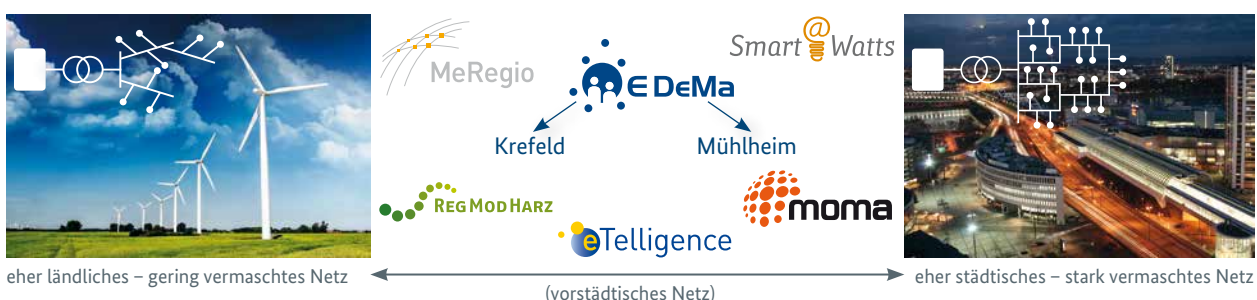 MeRegio
Smart@Watts
E DeMa
Krefeld
Mühlheim
REGMODHARZ
moma
eTelligence
eher ländliches – gering vermaschtes Netz
(vorstädtisches Netz)
eher städtisches – stark vermaschtes Netz